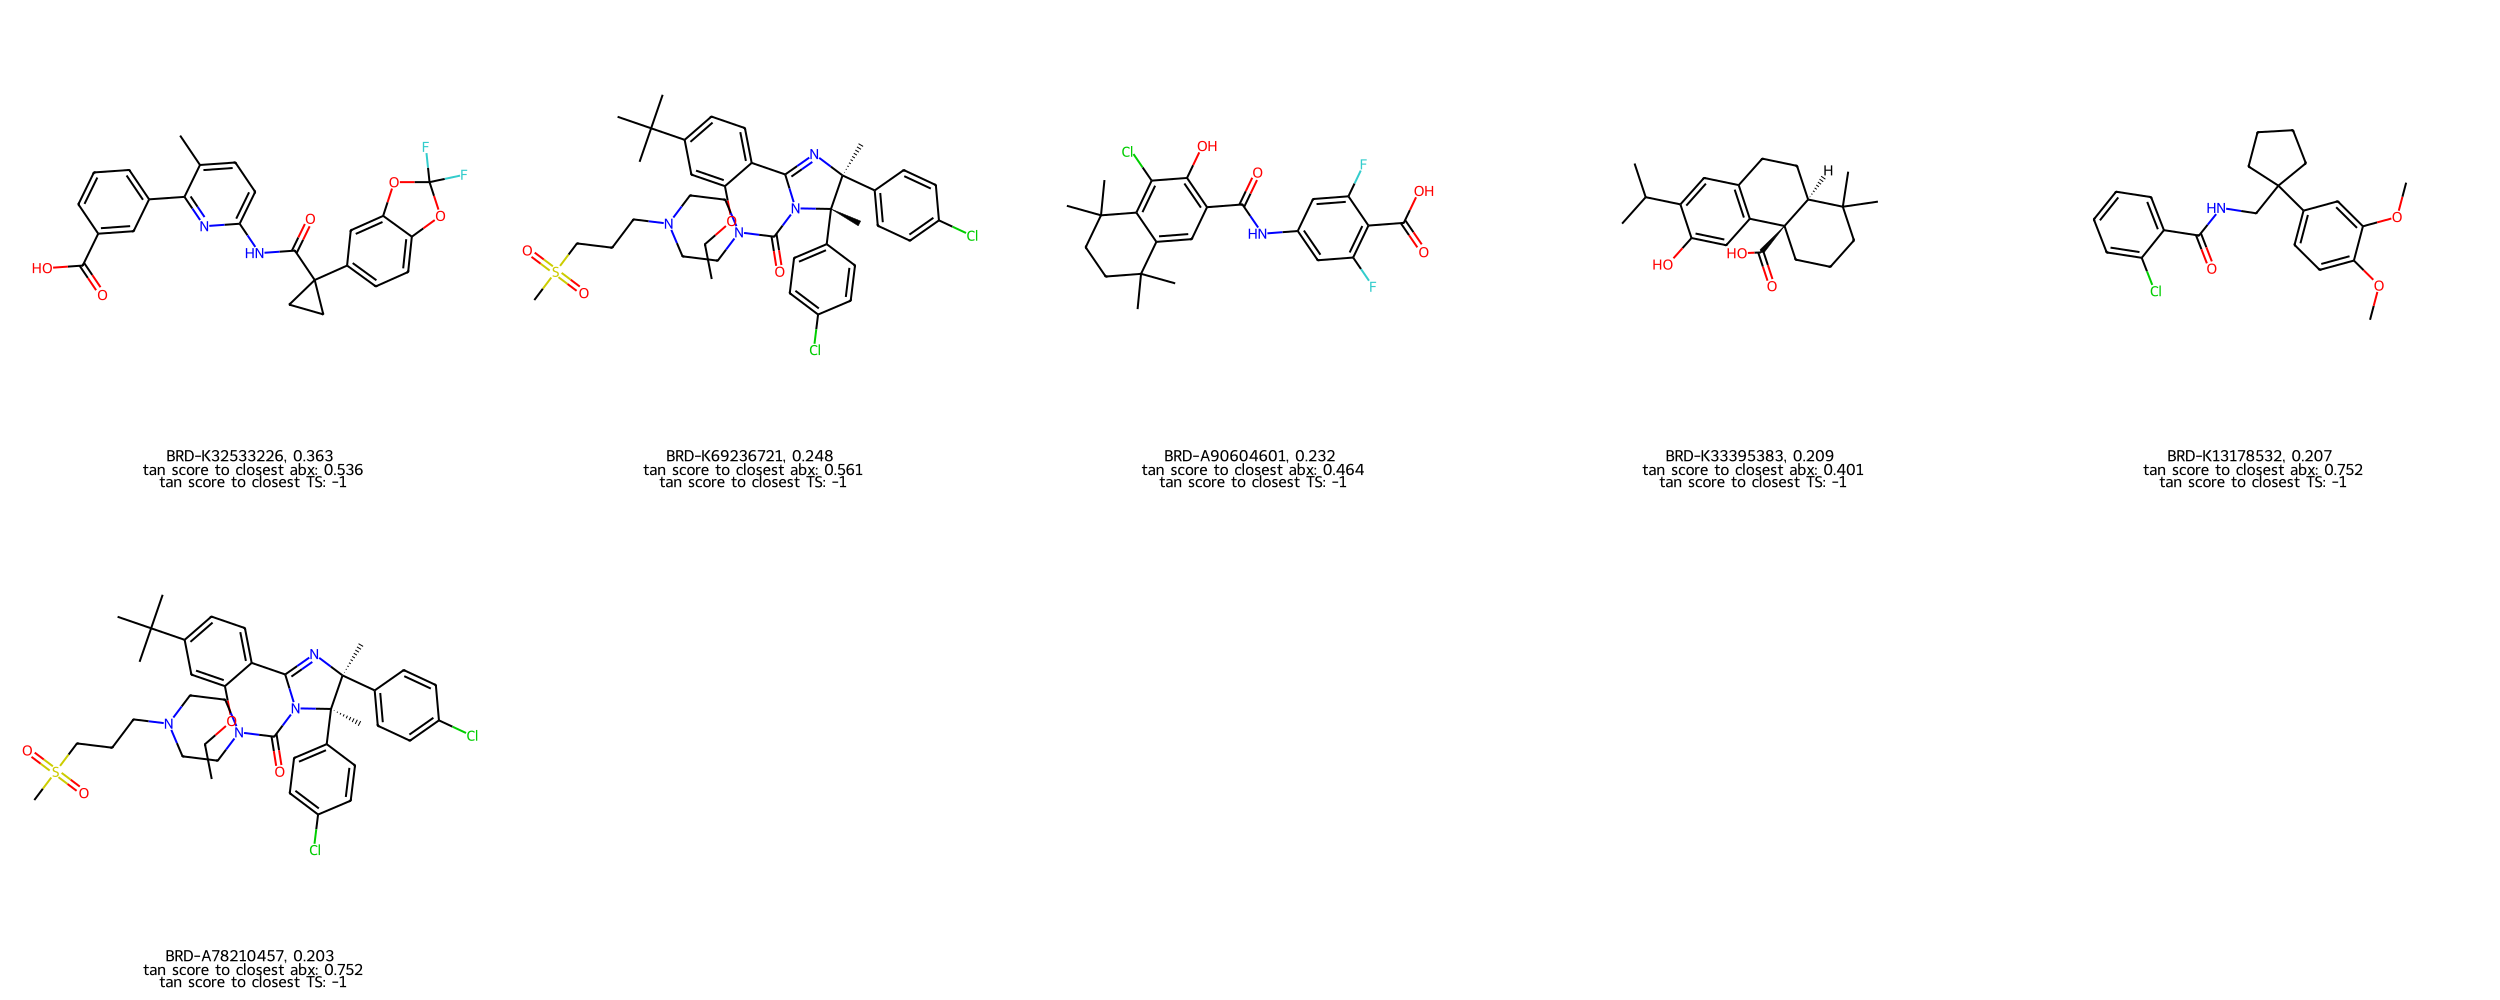 BRD-K32533226, 0.363
tan score to closest abx: 0.536
tan score to closest TS: -1
BRD-K69236721, 0.248
tan score to closest abx: 0.561
tan score to closest TS: -1
BRD-A90604601, 0.232
tan score to closest abx: 0.464
tan score to closest TS: -1
BRD-K33395383, 0.209
tan score to closest abx: 0.401
tan score to closest TS: -1
BRD-K13178532, 0.207
tan score to closest abx: 0.752
tan score to closest TS: -1
BRD-A78210457, 0.203
tan score to closest abx: 0.752
tan score to closest TS: -1